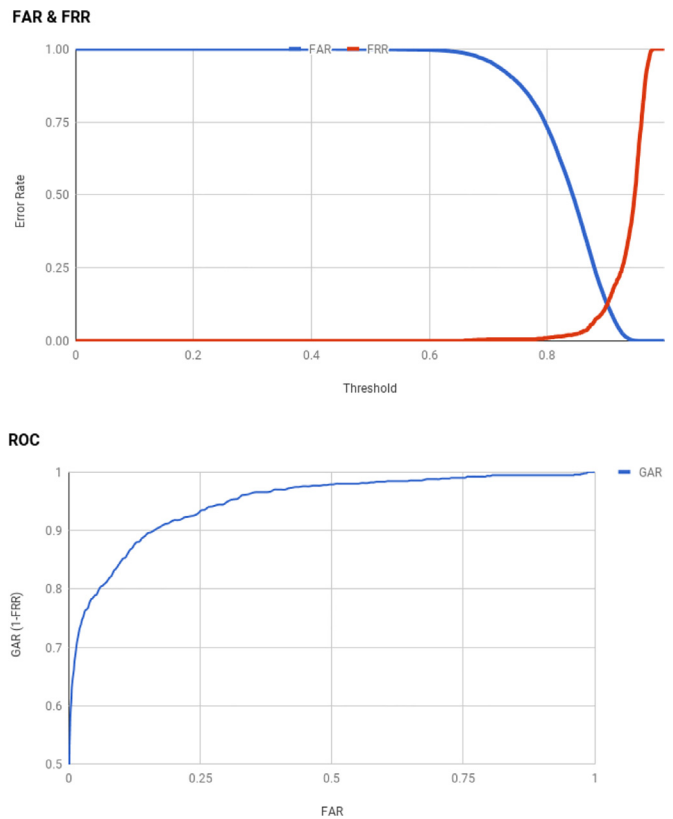 FAR & FRR
FAR FRR
1.00
0.75
0.50
0.25
0.00
Error Rate
0 0.2 0.4 0.6 0.8
Threshold
ROC
GAR
1
0.9
0.8
0.7
0.6
0.5
GAR (1-FRR)
0 0.25 0.5 0.75 1
FAR